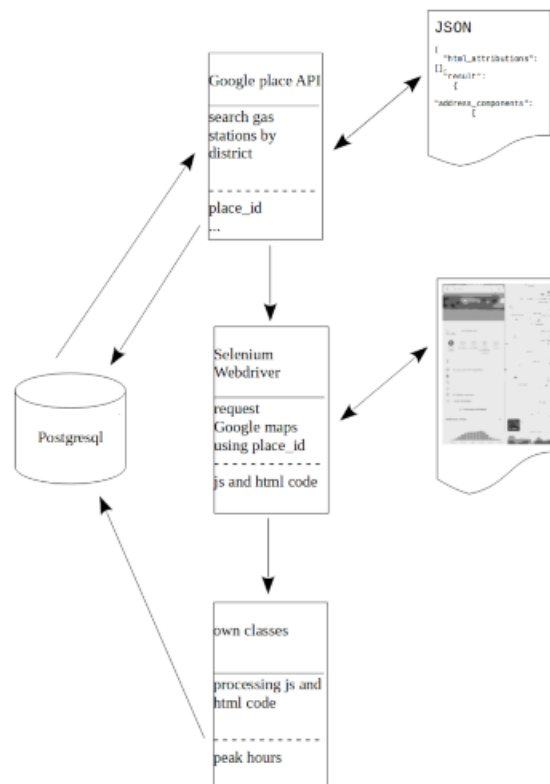 JSON
{
"html_attributions":
[],
"result":
{
"address_components":
[
Google place API
search gas
stations by
district
place_id
...
Selenium
Webdriver
request
Google maps
using place_id
js and html code
Postgresql
own classes
processing js and
html code
peak hours